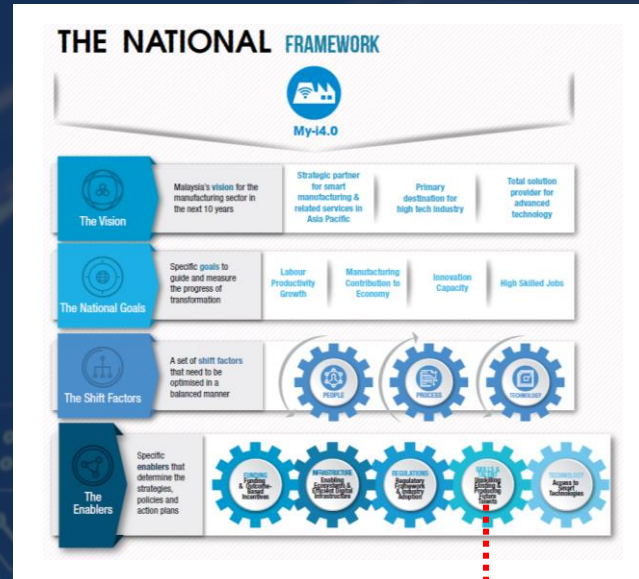 THE NATIONAL FRAMEWORK
My-i4.0
The Vision
Malaysia's vision for the
manufacturing sector in
the next 10 years
Strategic partner
for smart
manufacturing &
related services in
Asia Pacific
Primary
destination for
high tech industry
Total solution
provider for
advanced
technology
The National Goals
Specific goals to
guide and measure
the progress of
transformation
Labour
Productivity
Growth
Manufacturing
Contribution to
Economy
Innovation
Capacity
High Skilled Jobs
The Shift Factors
A set of shift factors
that need to be
optimised in a
balanced manner
PEOPLE
PROCESS
TECHNOLOGY
The
Enablers
Specific
enablers that
determine the
strategies,
policies and
action plans
FUNDING
Funding
& Outcome-
Based
Incentives
INFRASTRUCTURE
Enabling
Ecosystem &
Efficient Digital
Infrastructure
REGULATIONS
Regulatory
Framework
& Industry
Adoption
SKILLS &
TALENT
Upskilling
Existing &
Producing
Future
Talents
TECHNOLOGY
Access to
Smart
Technologies